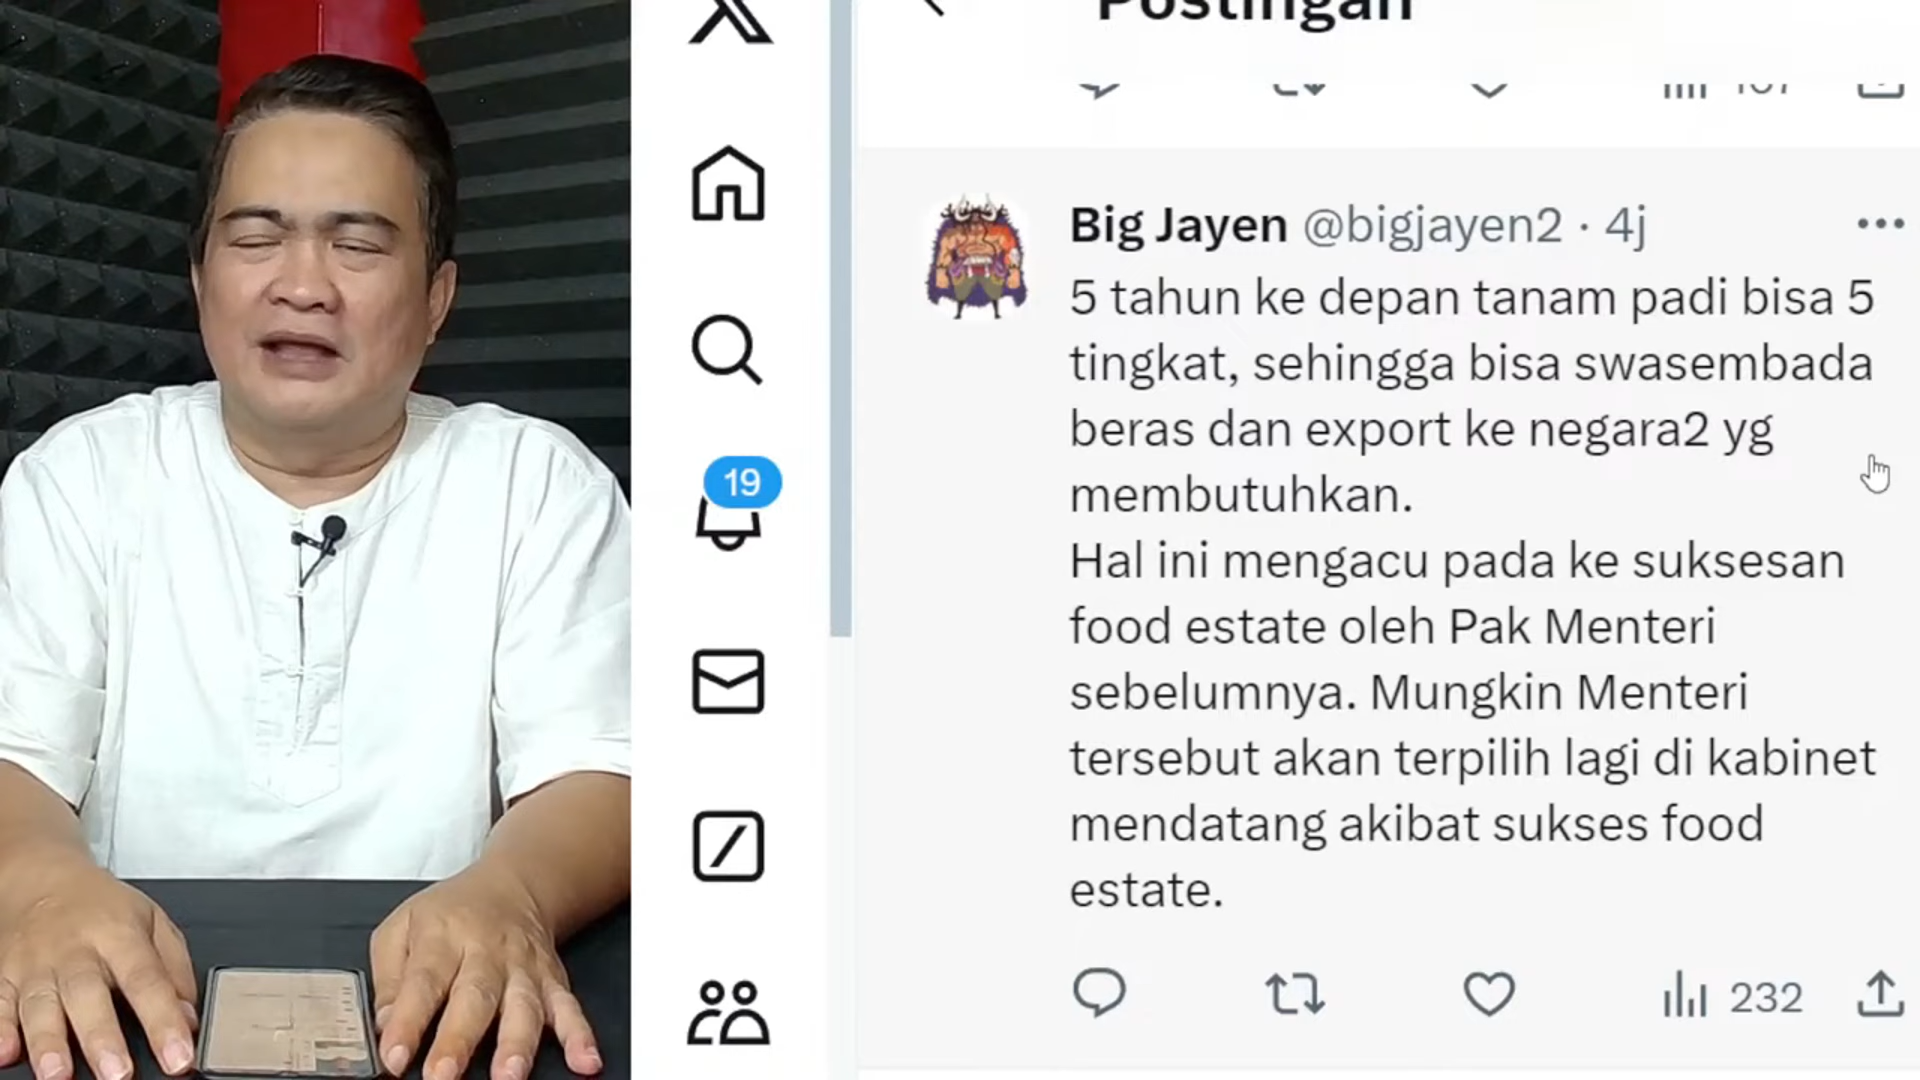 Postingan
Big Jayen @bigjayen2 · 4j
5 tahun ke depan tanam padi bisa 5
tingkat, sehingga bisa swasembada
beras dan export ke negara2 yg
membutuhkan.
Hal ini mengacu pada ke suksesan
food estate oleh Pak Menteri
sebelumnya. Mungkin Menteri
tersebut akan terpilih lagi di kabinet
mendatang akibat sukses food
estate.
232
19